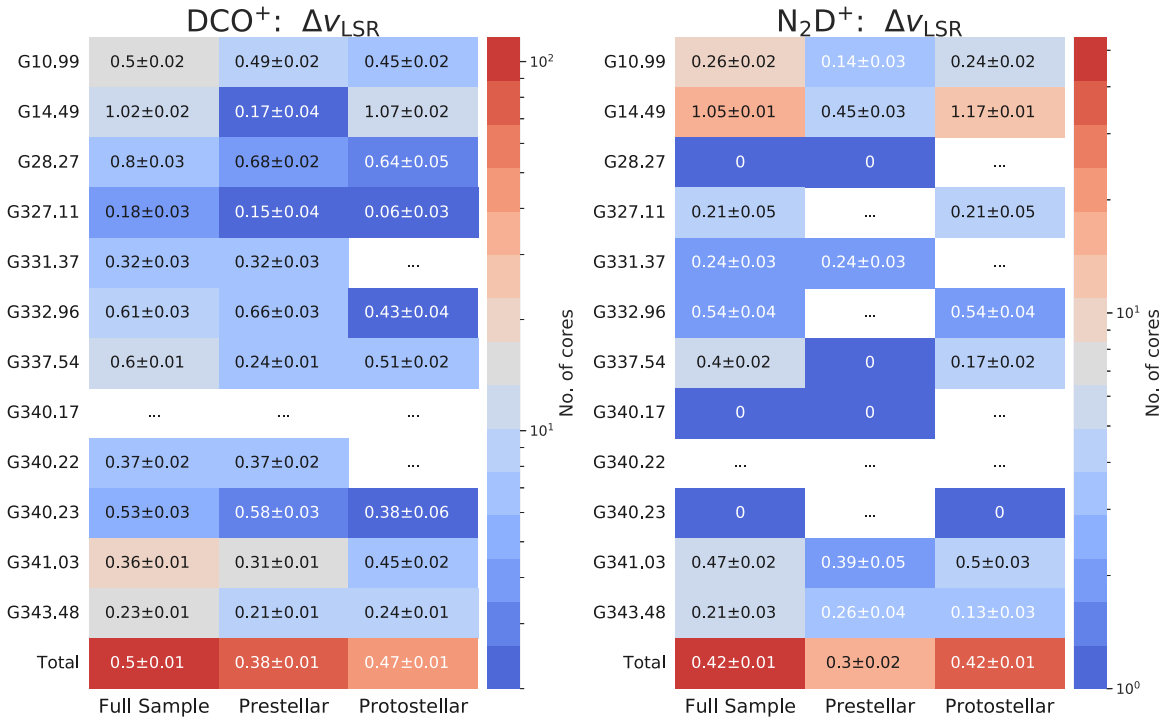 DCO⁺: Δv_LSR
G10.99 0.5±0.02 0.49±0.02 0.45±0.02
G14.49 1.02±0.02 0.17±0.04 1.07±0.02
G28.27 0.8±0.03 0.68±0.02 0.64±0.05
G327.11 0.18±0.03 0.15±0.04 0.06±0.03
G331.37 0.32±0.03 0.32±0.03 ...
G332.96 0.61±0.03 0.66±0.03 0.43±0.04
G337.54 0.6±0.01 0.24±0.01 0.51±0.02
G340.17 ... ... ...
G340.22 0.37±0.02 0.37±0.02 ...
G340.23 0.53±0.03 0.58±0.03 0.38±0.06
G341.03 0.36±0.01 0.31±0.01 0.45±0.02
G343.48 0.23±0.01 0.21±0.01 0.24±0.01
Total 0.5±0.01 0.38±0.01 0.47±0.01
Full Sample Prestellar Protostellar
10²
10¹
No. of cores
N₂D⁺: Δv_LSR
G10.99 0.26±0.02 0.14±0.03 0.24±0.02
G14.49 1.05±0.01 0.45±0.03 1.17±0.01
G28.27 0 0 ...
G327.11 0.21±0.05 ... 0.21±0.05
G331.37 0.24±0.03 0.24±0.03 ...
G332.96 0.54±0.04 ... 0.54±0.04
G337.54 0.4±0.02 0 0.17±0.02
G340.17 0 0 ...
G340.22 ... ... ...
G340.23 0 ... 0
G341.03 0.47±0.02 0.39±0.05 0.5±0.03
G343.48 0.21±0.03 0.26±0.04 0.13±0.03
Total 0.42±0.01 0.3±0.02 0.42±0.01
Full Sample Prestellar Protostellar
10¹
10⁰
No. of cores